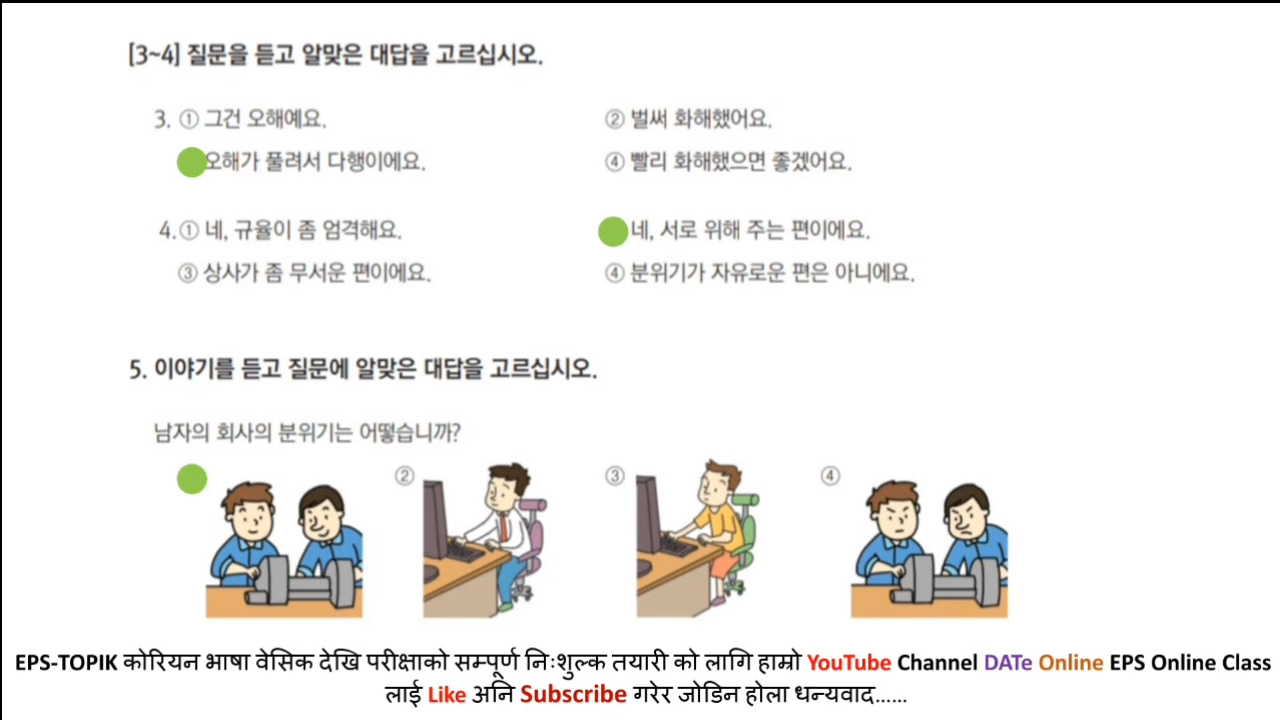 [3~4] 질문을 듣고 알맞은 대답을 고르십시오.
3. ① 그건 오해예요. ② 벌써 화해했어요.
오해가 풀려서 다행이에요. ④ 빨리 화해했으면 좋겠어요.
4. ① 네, 규율이 좀 엄격해요. 네, 서로 위해 주는 편이에요.
③ 상사가 좀 무서운 편이에요. ④ 분위기가 자유로운 편은 아니에요.
5. 이야기를 듣고 질문에 알맞은 대답을 고르십시오.
남자의 회사의 분위기는 어떻습니까?
② ③ ④
EPS-TOPIK कोरियन भाषा वेसिक देखि परीक्षाको सम्पूर्ण निःशुल्क तयारी को लागि हाम्रो YouTube Channel DATe Online EPS Online Class
लाई Like अनि Subscribe गरेर जोडिन होला धन्यवाद......